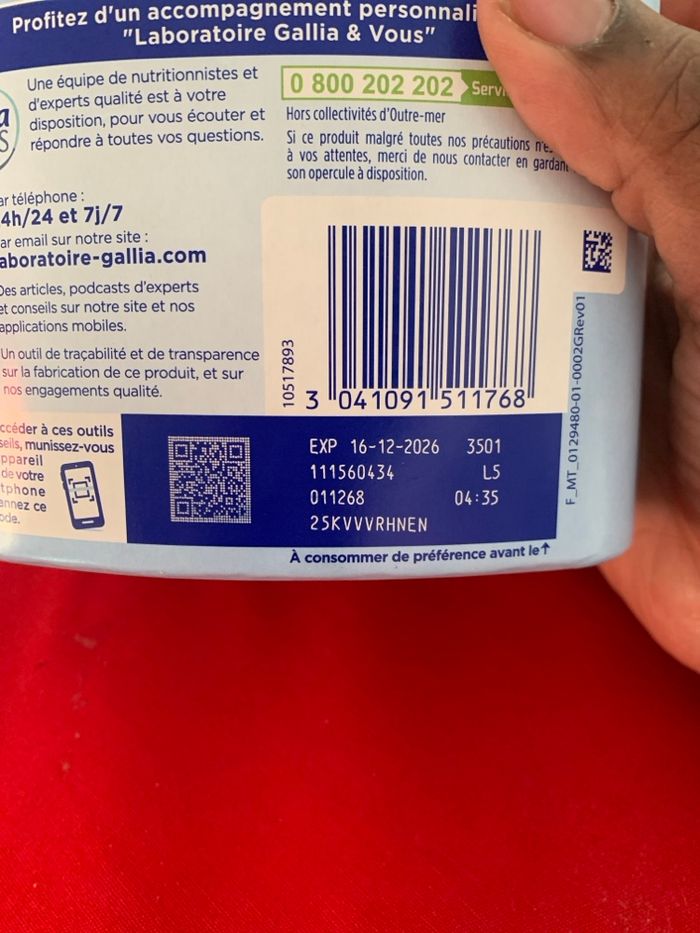 Profitez d'un accompagnement
"Laboratoire Gallia & Vous"
Une équipe de nutritionnistes et
d'experts qualité est à votre
disposition, pour vous écouter et
répondre à toutes vos questions.
0 800 202 202
Hors collectivités d'Outre-mer
Si ce produit malgré toutes nos précautions
à vos attentes, merci de nous contacter en
son opercule à disposition.
téléphone :
4h/24 et 7j/7
email sur notre site :
aboratoire-gallia.com
Des articles, podcasts d'experts
et conseils sur notre site et nos
applications mobiles.
Un outil de traçabilité et de transparence
sur la fabrication de ce produit, et sur
nos engagements qualité.
à ces outils
munissez-vous
de votre
ce
10517893
3 041091 511768
F_MT_0129480-01-0002GRev01
EXP 16-12-2026 3501
111560434 L5
011268 04:35
25KVVVRHNEN
À consommer de préférence avant le↑